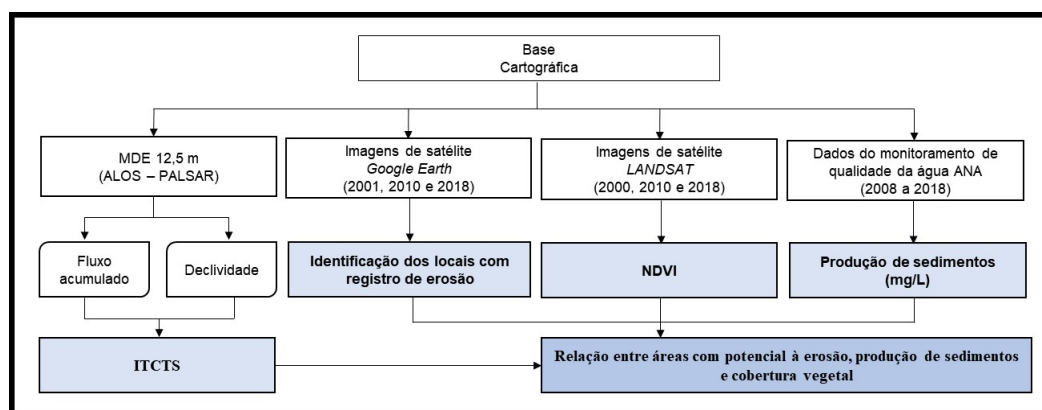 Base
Cartográfica
MDE 12,5 m
(ALOS – PALSAR)
Imagens de satélite
Google Earth
(2001, 2010 e 2018)
Imagens de satélite
LANDSAT
(2000, 2010 e 2018)
Dados do monitoramento de
qualidade da água ANA
(2008 a 2018)
Fluxo
acumulado
Declividade
Identificação dos locais com
registro de erosão
NDVI
Produção de sedimentos
(mg/L)
ITCTS
Relação entre áreas com potencial à erosão, produção de sedimentos
e cobertura vegetal